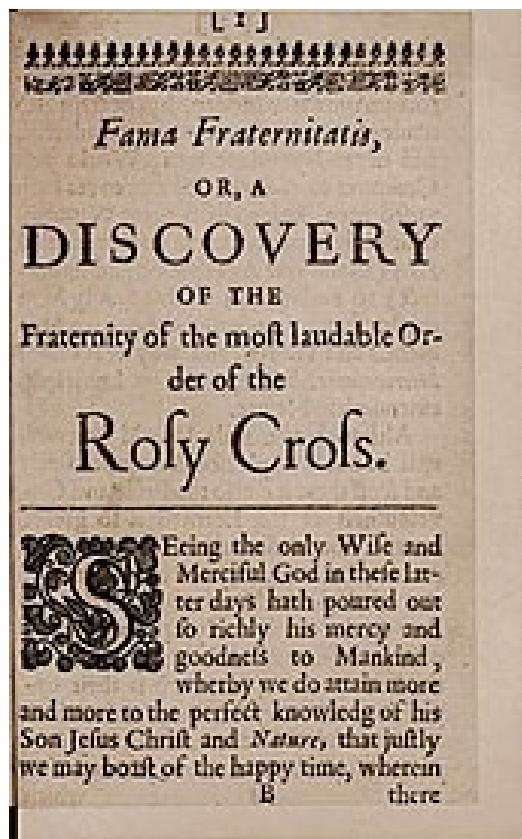 [ 1 ]
Fama Fraternitatis,
OR, A
DISCOVERY
OF THE
Fraternity of the moſt laudable Or-
der of the
Roſy Croſs.
SEeing the only Wiſe and
Merciful God in theſe lat-
ter days hath poured out
ſo richly his mercy and
goodneſs to Mankind,
wherby we do attain more
and more to the perfect knowledg of his
Son Jeſus Chriſt and Nature, that juſtly
we may boaſt of the happy time, wherein
B there